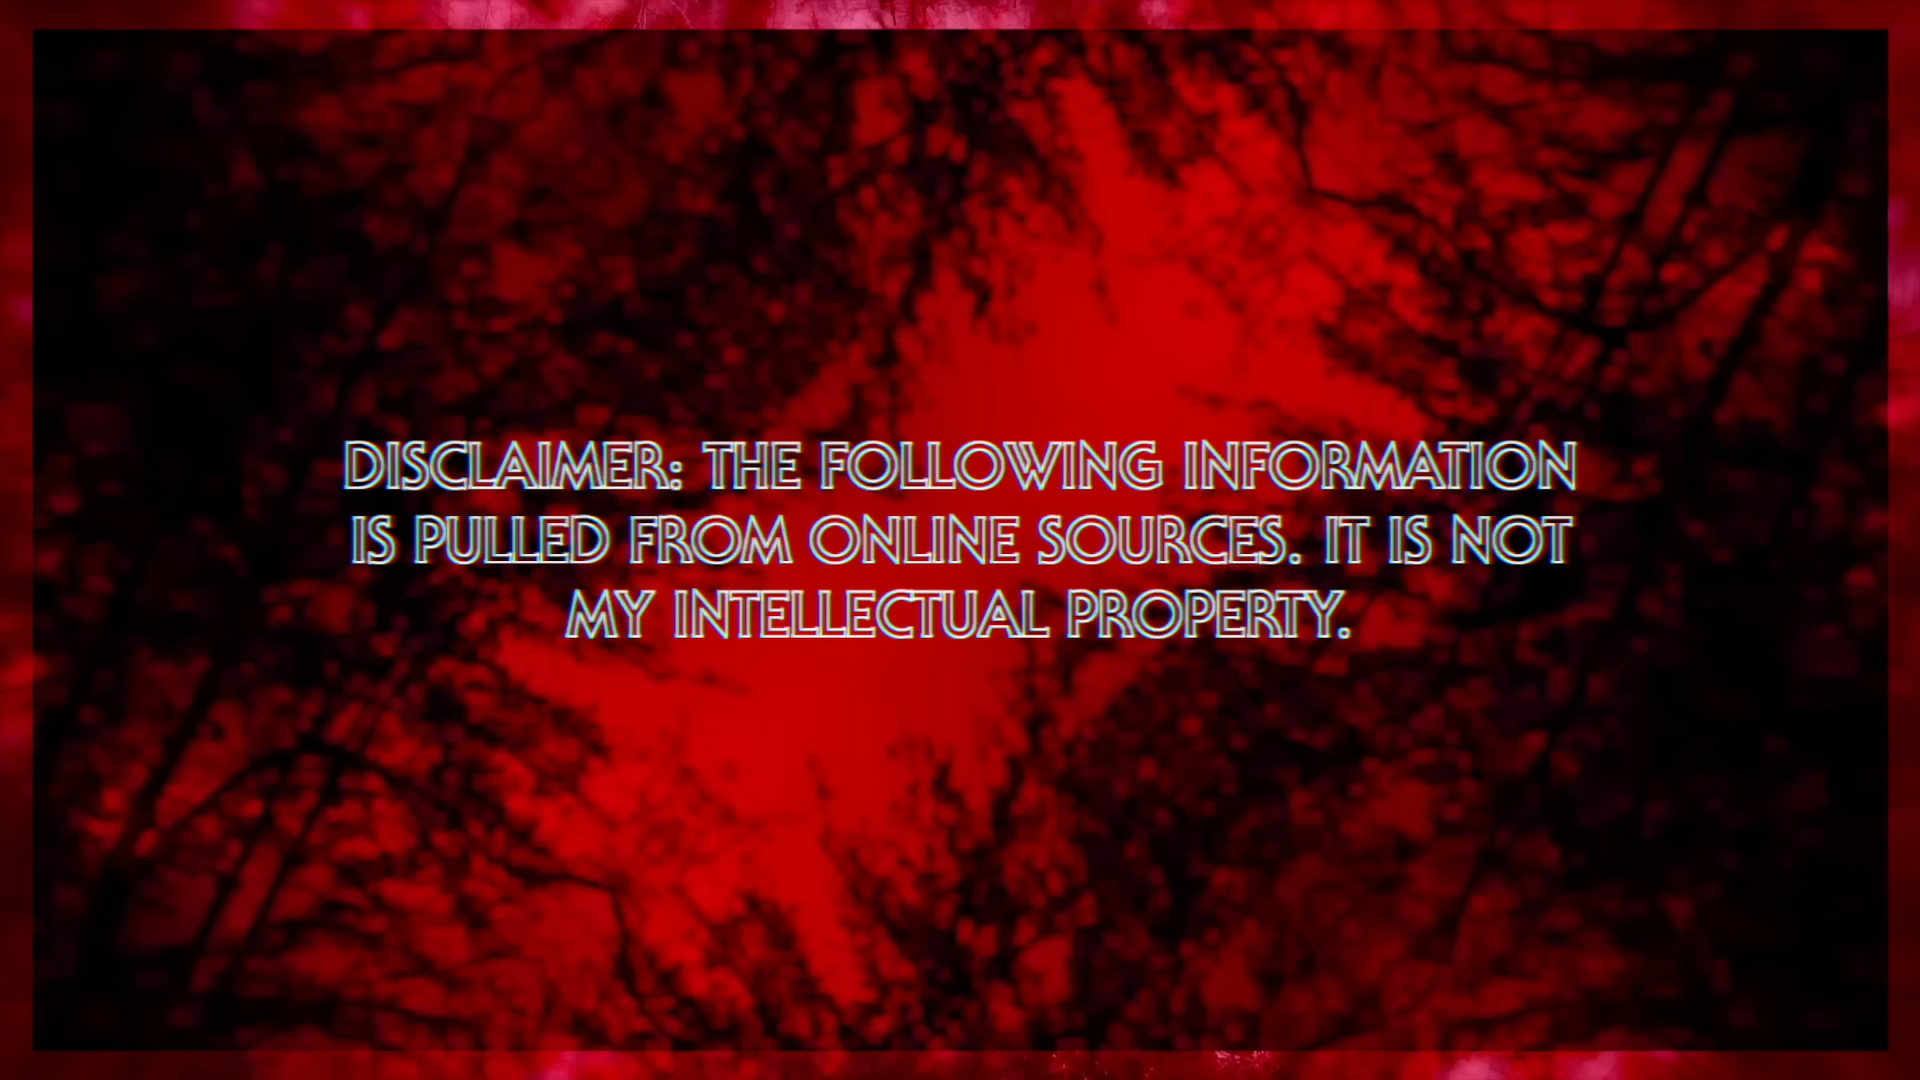 DISCLAIMER: THE FOLLOWING INFORMATION
IS PULLED FROM ONLINE SOURCES. IT IS NOT
MY INTELLECTUAL PROPERTY.